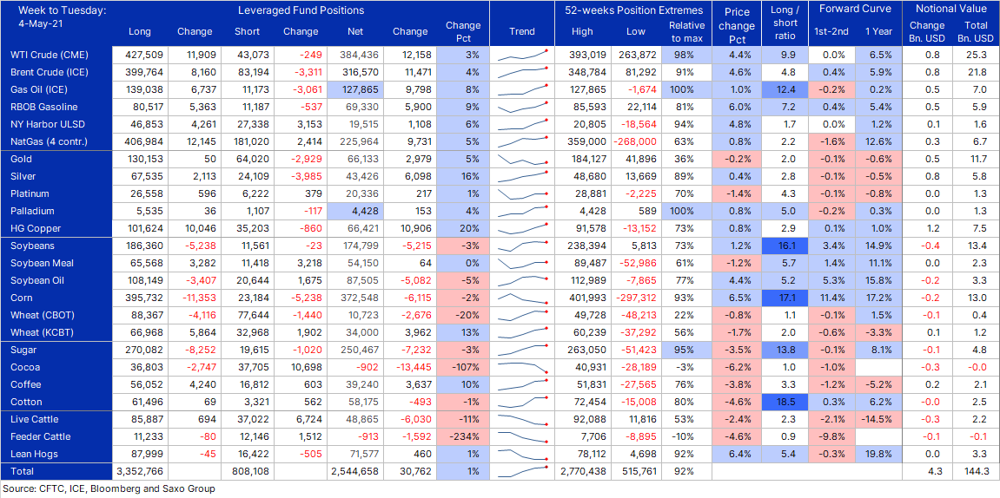 Week to Tuesday: Leveraged Fund Positions 52-weeks Position Extremes Price change Pct Long / short ratio Forward Curve Notional Value
4-May-21 Long Change Short Change Net Change Change Pct Trend High Low Relative to max 1st-2nd 1 Year Change Bn. USD Total Bn. USD
WTI Crude (CME) 427,509 11,909 43,073 -249 384,436 12,158 3% 393,019 263,872 98% 4.4% 9.9 0.0% 6.5% 0.8 25.3
Brent Crude (ICE) 399,764 8,160 83,194 -3,311 316,570 11,471 4% 348,784 81,292 91% 4.6% 4.8 0.4% 5.9% 0.8 21.8
Gas Oil (ICE) 139,038 6,737 11,173 -3,061 127,865 9,798 8% 127,865 -1,674 100% 1.0% 12.4 -0.2% 0.2% 0.5 7.0
RBOB Gasoline 80,517 5,363 11,187 -537 69,330 5,900 9% 85,593 22,114 81% 6.0% 7.2 0.4% 5.4% 0.5 5.9
NY Harbor ULSD 46,853 4,261 27,338 3,153 19,515 1,108 6% 20,805 -18,564 94% 4.8% 1.7 0.0% 1.2% 0.1 1.6
NatGas (4 contr.) 406,984 12,145 181,020 2,414 225,964 9,731 5% 359,000 -268,000 63% 0.8% 2.2 -1.6% 12.6% 0.3 6.7
Gold 130,153 50 64,020 -2,929 66,133 2,979 5% 184,127 41,896 36% -0.2% 2.0 -0.1% -0.6% 0.5 11.7
Silver 67,535 2,113 24,109 -3,985 43,426 6,098 16% 48,680 13,669 89% 0.4% 2.8 -0.1% -0.5% 0.8 5.8
Platinum 26,558 596 6,222 379 20,336 217 1% 28,881 -2,225 70% -1.4% 4.3 -0.1% -0.8% 0.0 1.3
Palladium 5,535 36 1,107 -117 4,428 153 4% 4,428 589 100% 0.8% 5.0 -0.2% 0.3% 0.0 1.3
HG Copper 101,624 10,046 35,203 -860 66,421 10,906 20% 91,578 -13,152 73% 0.8% 2.9 0.1% 1.0% 1.2 7.5
Soybeans 186,360 -5,238 11,561 -23 174,799 -5,215 -3% 238,394 5,813 73% 1.2% 16.1 3.4% 14.9% -0.4 13.4
Soybean Meal 65,568 3,282 11,418 3,218 54,150 64 0% 89,487 -52,986 61% -1.2% 5.7 1.4% 11.1% 0.0 2.3
Soybean Oil 108,149 -3,407 20,644 1,675 87,505 -5,082 -5% 112,989 -7,865 77% 4.4% 5.2 5.3% 15.8% -0.2 3.3
Corn 395,732 -11,353 23,184 -5,238 372,548 -6,115 -2% 401,993 -297,312 93% 6.5% 17.1 11.4% 17.2% -0.2 13.0
Wheat (CBOT) 88,367 -4,116 77,644 -1,440 10,723 -2,676 -20% 49,728 -48,213 22% -0.8% 1.1 -0.1% 1.5% -0.1 0.4
Wheat (KCBT) 66,968 5,864 32,968 1,902 34,000 3,962 13% 60,239 -37,292 56% -1.7% 2.0 -0.6% -3.3% 0.1 1.2
Sugar 270,082 -8,252 19,615 -1,020 250,467 -7,232 -3% 263,050 -51,423 95% -3.5% 13.8 -0.1% 8.1% -0.1 4.8
Cocoa 36,803 -2,747 37,705 10,698 -902 -13,445 -107% 40,931 -28,189 -3% -6.2% 1.0 -1.0% -0.3 -0.0
Coffee 56,052 4,240 16,812 603 39,240 3,637 10% 51,831 -27,565 76% -3.8% 3.3 -1.2% -5.2% 0.2 2.1
Cotton 61,496 69 3,321 562 58,175 -493 -1% 72,454 -15,008 80% -4.6% 18.5 0.3% 6.2% -0.0 2.5
Live Cattle 85,887 694 37,022 6,724 48,865 -6,030 -11% 92,088 11,816 53% -2.4% 2.3 -2.1% -14.5% -0.3 2.2
Feeder Cattle 11,233 -80 12,146 1,512 -913 -1,592 -234% 7,706 -8,895 -10% -4.6% 0.9 -9.8% -0.1 -0.1
Lean Hogs 87,999 -45 16,422 -505 71,577 460 1% 78,112 4,698 92% 6.4% 5.4 -0.3% 19.8% 0.0 3.3
Total 3,352,766 808,108 2,544,658 30,762 1% 2,770,438 515,761 92% 4.3 144.3
Source: CFTC, ICE, Bloomberg and Saxo Group